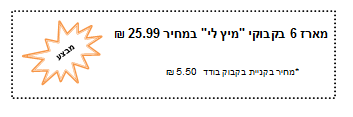 מארז 6 בקבוקי "מיץ לי" במחיר 25.99 ₪
מבצע
*מחיר בקניית בקבוק בודד 5.50 ₪